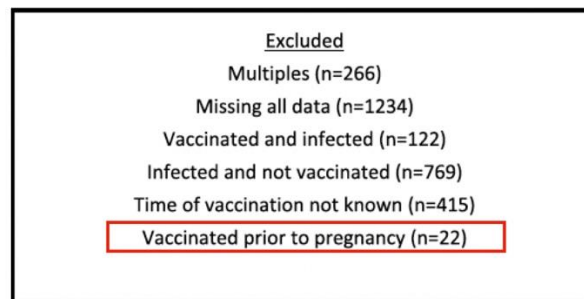 Excluded
Multiples (n=266)
Missing all data (n=1234)
Vaccinated and infected (n=122)
Infected and not vaccinated (n=769)
Time of vaccination not known (n=415)
Vaccinated prior to pregnancy (n=22)